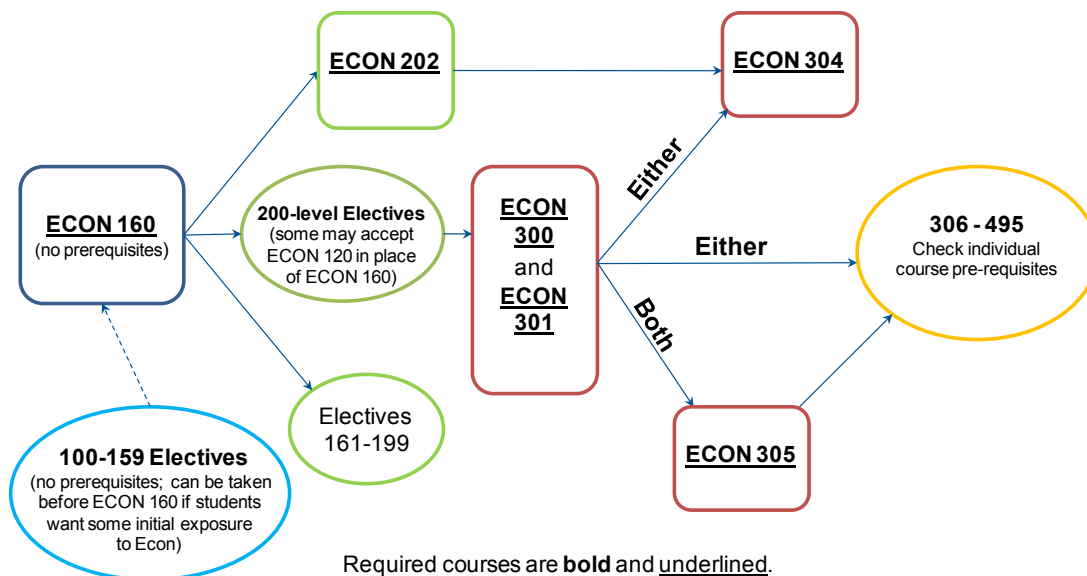 ECON 202
ECON 304
Either
ECON 160
(no prerequisites)
200-level Electives
(some may accept
ECON 120 in place
of ECON 160)
ECON
300
and
ECON
301
Either
306 - 495
Check individual
course pre-requisites
Both
Electives
161-199
ECON 305
100-159 Electives
(no prerequisites; can be taken
before ECON 160 if students
want some initial exposure
to Econ)
Required courses are bold and underlined.